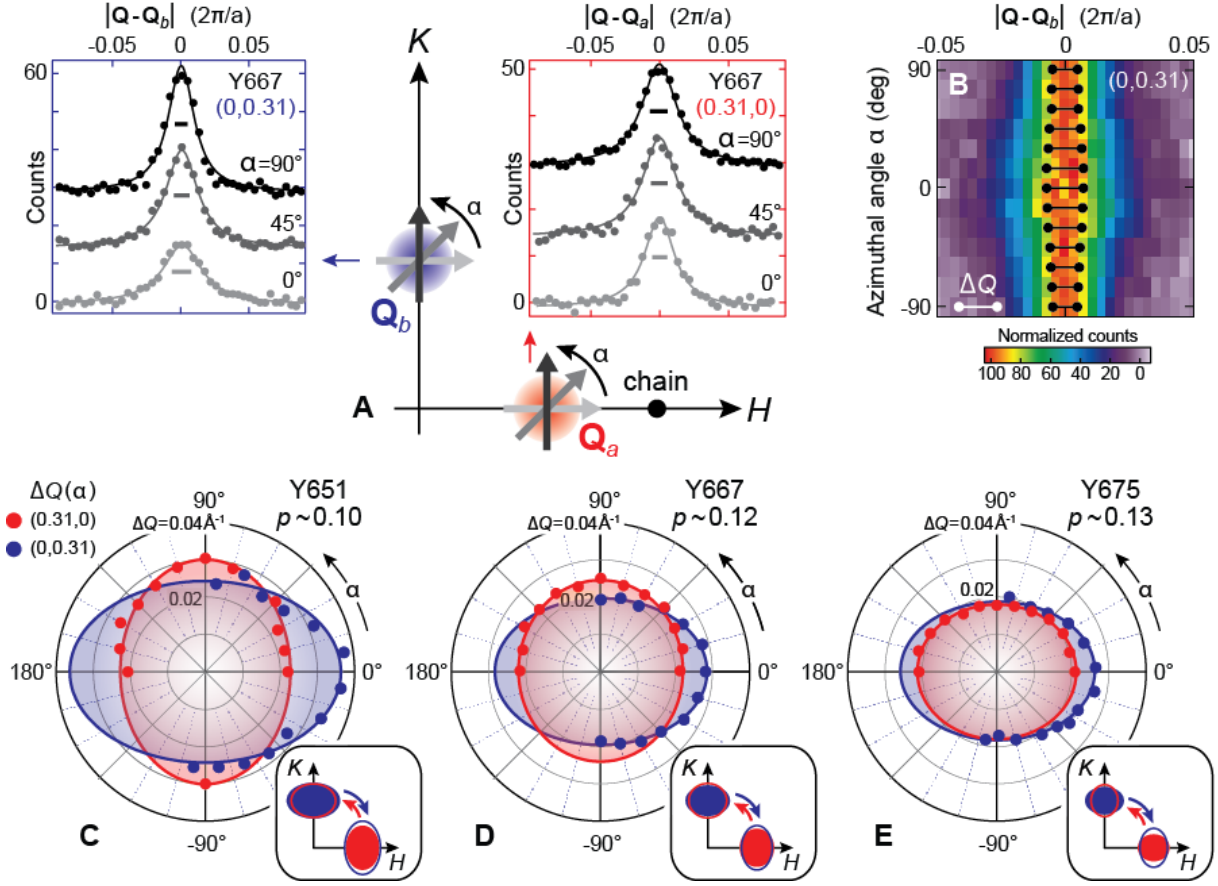 |Q-Q_b| (2π/a)
-0.05 0 0.05
60
0
Counts
Y667
(0,0.31)
α=90°
45°
0°
K
α
Q_b
|Q-Q_a| (2π/a)
-0.05 0 0.05
50
0
Counts
Y667
(0.31,0)
α=90°
45°
0°
A
α
chain
H
Q_a
|Q-Q_b| (2π/a)
-0.05 0 0.05
B
(0,0.31)
Azimuthal angle α (deg)
90
0
-90
ΔQ
Normalized counts
100 80 60 40 20 0
ΔQ(α)
(0.31,0)
(0,0.31)
Y651
p~0.10
90°
ΔQ=0.04Å⁻¹
0.02
α
180°
0°
-90°
C
K
H
Y667
p~0.12
90°
ΔQ=0.04Å⁻¹
0.02
α
180°
0°
-90°
D
K
H
Y675
p~0.13
90°
ΔQ=0.04Å⁻¹
0.02
α
180°
0°
-90°
E
K
H